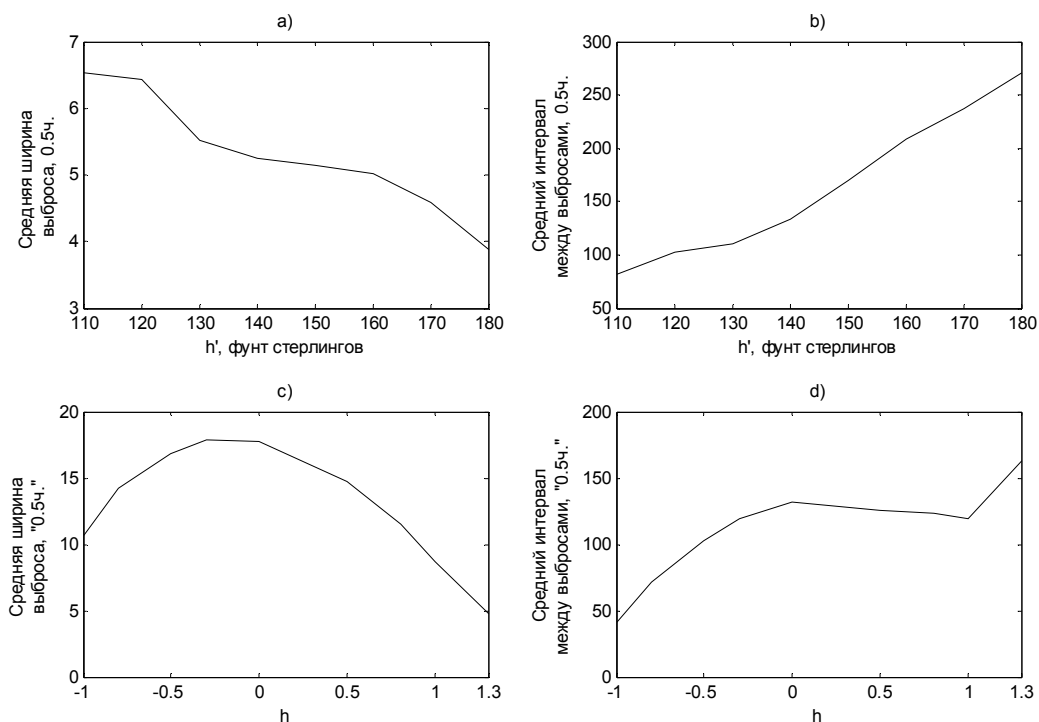 a)
Средняя ширина
выброса, 0.5ч.
7
6
5
4
3
110 120 130 140 150 160 170 180
h', фунт стерлингов
b)
Средний интервал
между выбросами, 0.5ч.
300
250
200
150
100
50
110 120 130 140 150 160 170 180
h', фунт стерлингов
c)
Средняя ширина
выброса, "0.5ч."
20
15
10
5
0
-1 -0.5 0 0.5 1 1.3
h
d)
Средний интервал
между выбросами, "0.5ч."
200
150
100
50
0
-1 -0.5 0 0.5 1 1.3
h